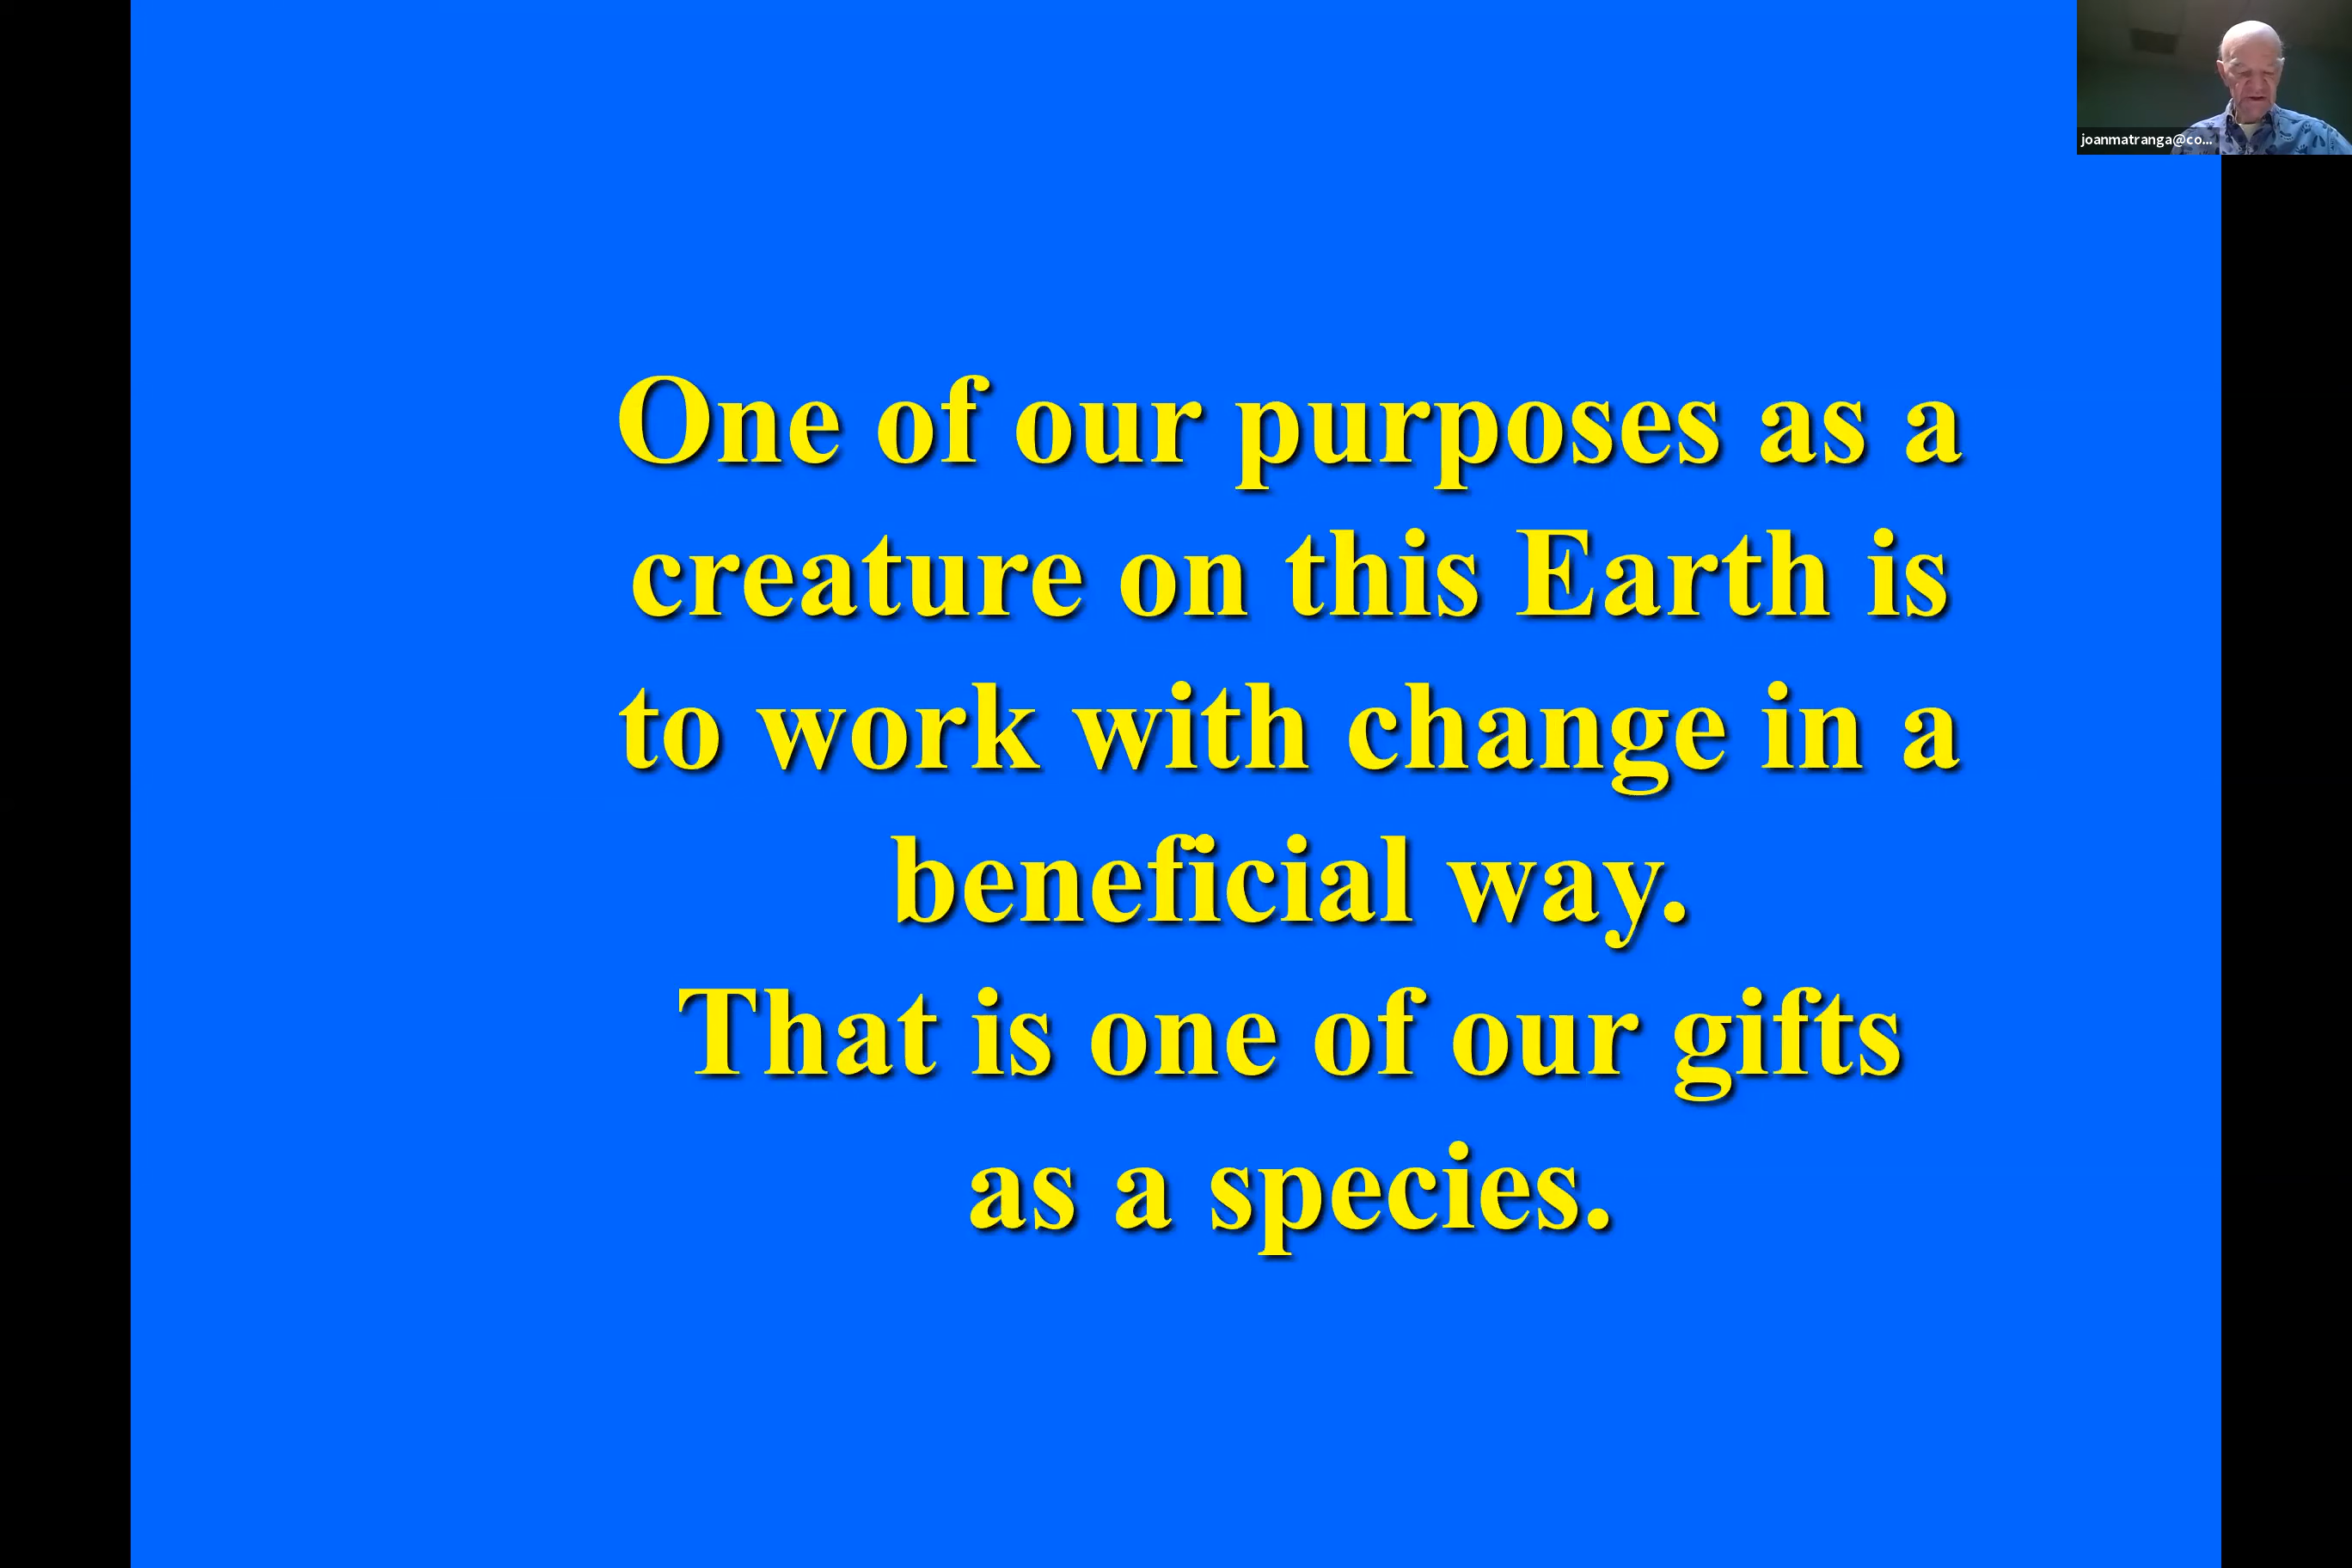 joanmatranga@co...
One of our purposes as a
creature on this Earth is
to work with change in a
beneficial way.
That is one of our gifts
as a species.